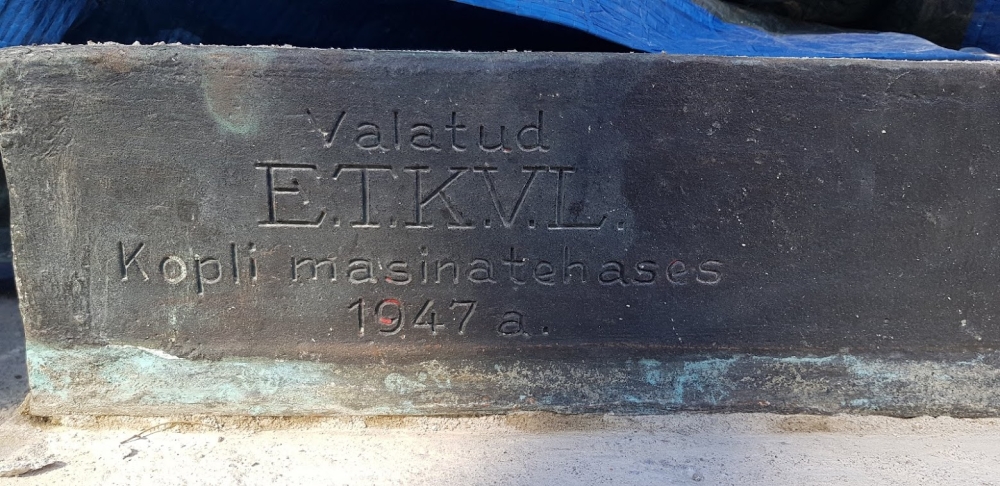 Valatud
E.T.K.V.L.
Kopli masinatehases
1947 a.